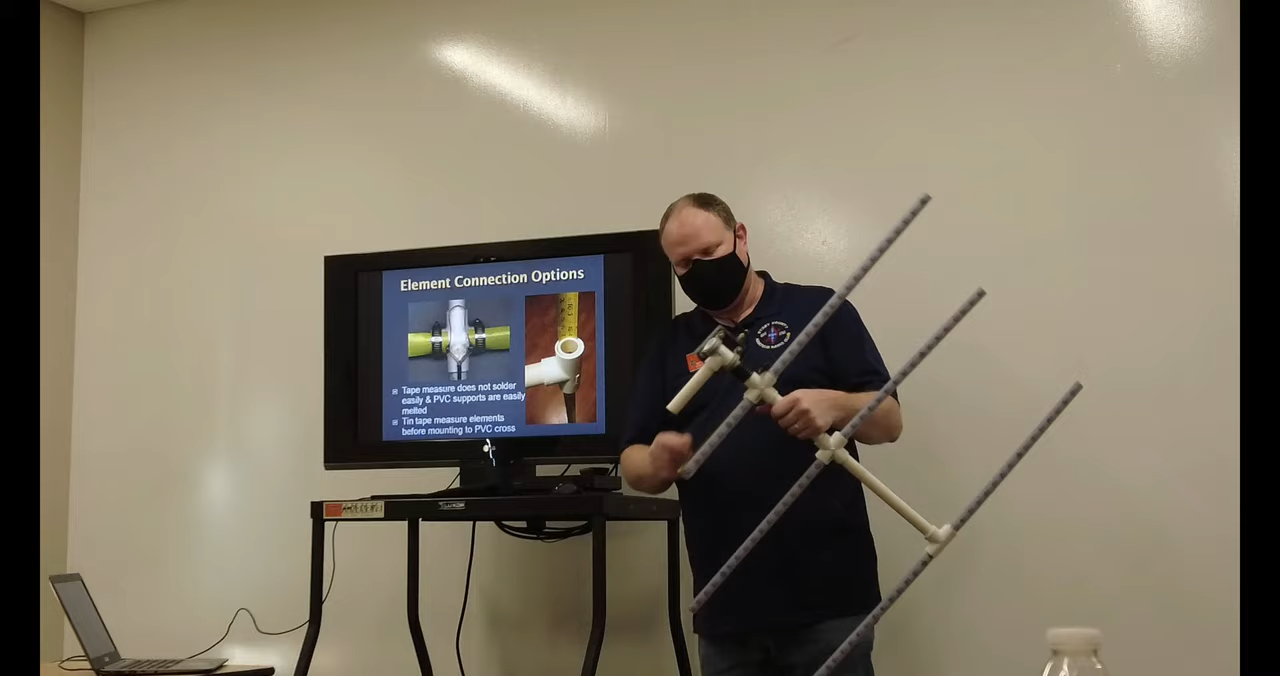 Element Connection Options
Tape measure does not solder
easily & PVC supports are easily
melted
Tin tape measure elements
before mounting to PVC cross